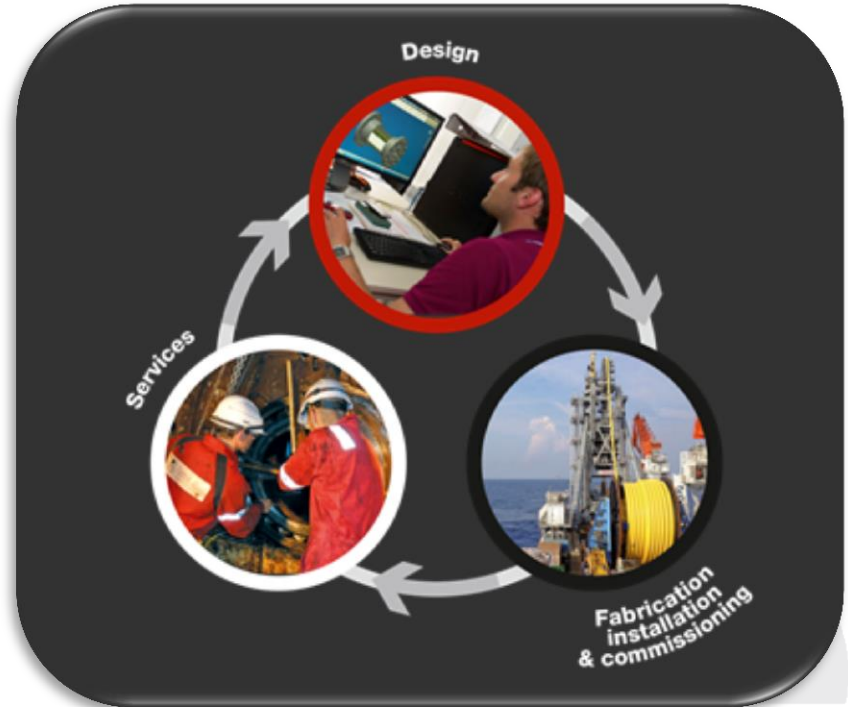 Design
Services
Fabrication
installation
& commissioning